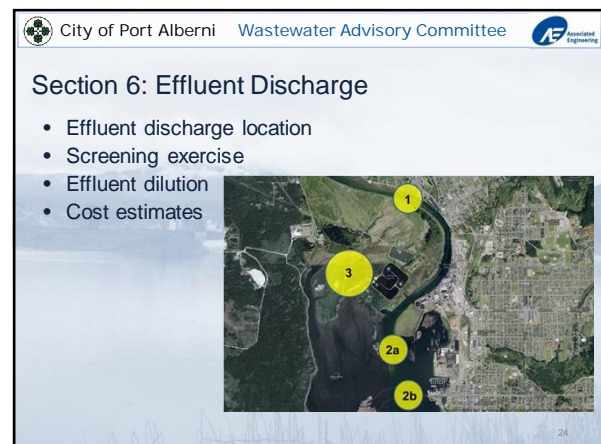 City of Port Alberni Wastewater Advisory Committee
Associated
Engineering
Section 6: Effluent Discharge
• Effluent discharge location
• Screening exercise
• Effluent dilution
• Cost estimates
1
3
2a
2b
24